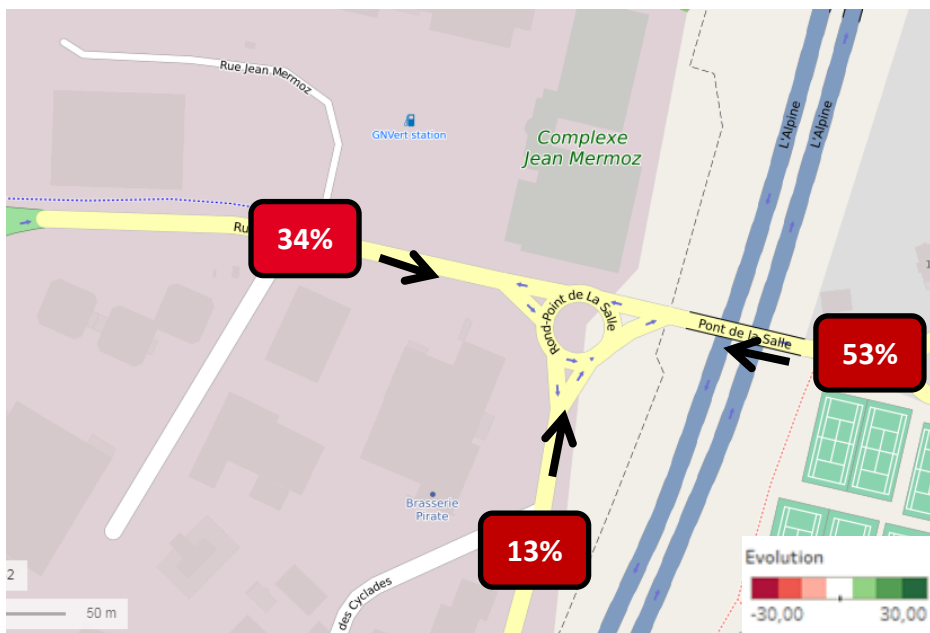 Rue Jean Mermoz
GNVert station
Complexe
Jean Mermoz
L'Alpine
L'Alpine
34%
Rond-Point de La Salle
Pont de la Salle
53%
Brasserie
Pirate
13%
des Cyclades
2
50 m
Evolution
-30,00 30,00